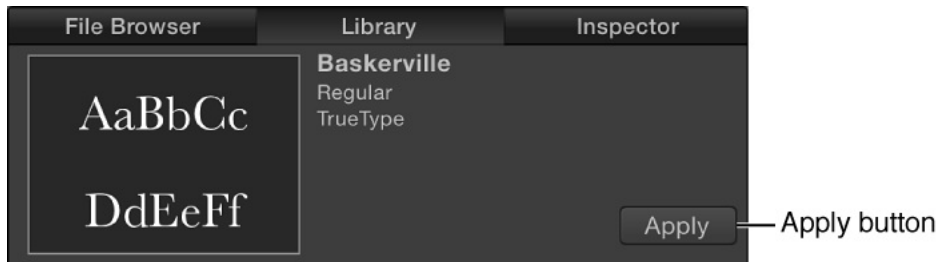 File Browser Library Inspector
Baskerville
Regular
TrueType
AaBbCc
DdEeFf
Apply Apply button